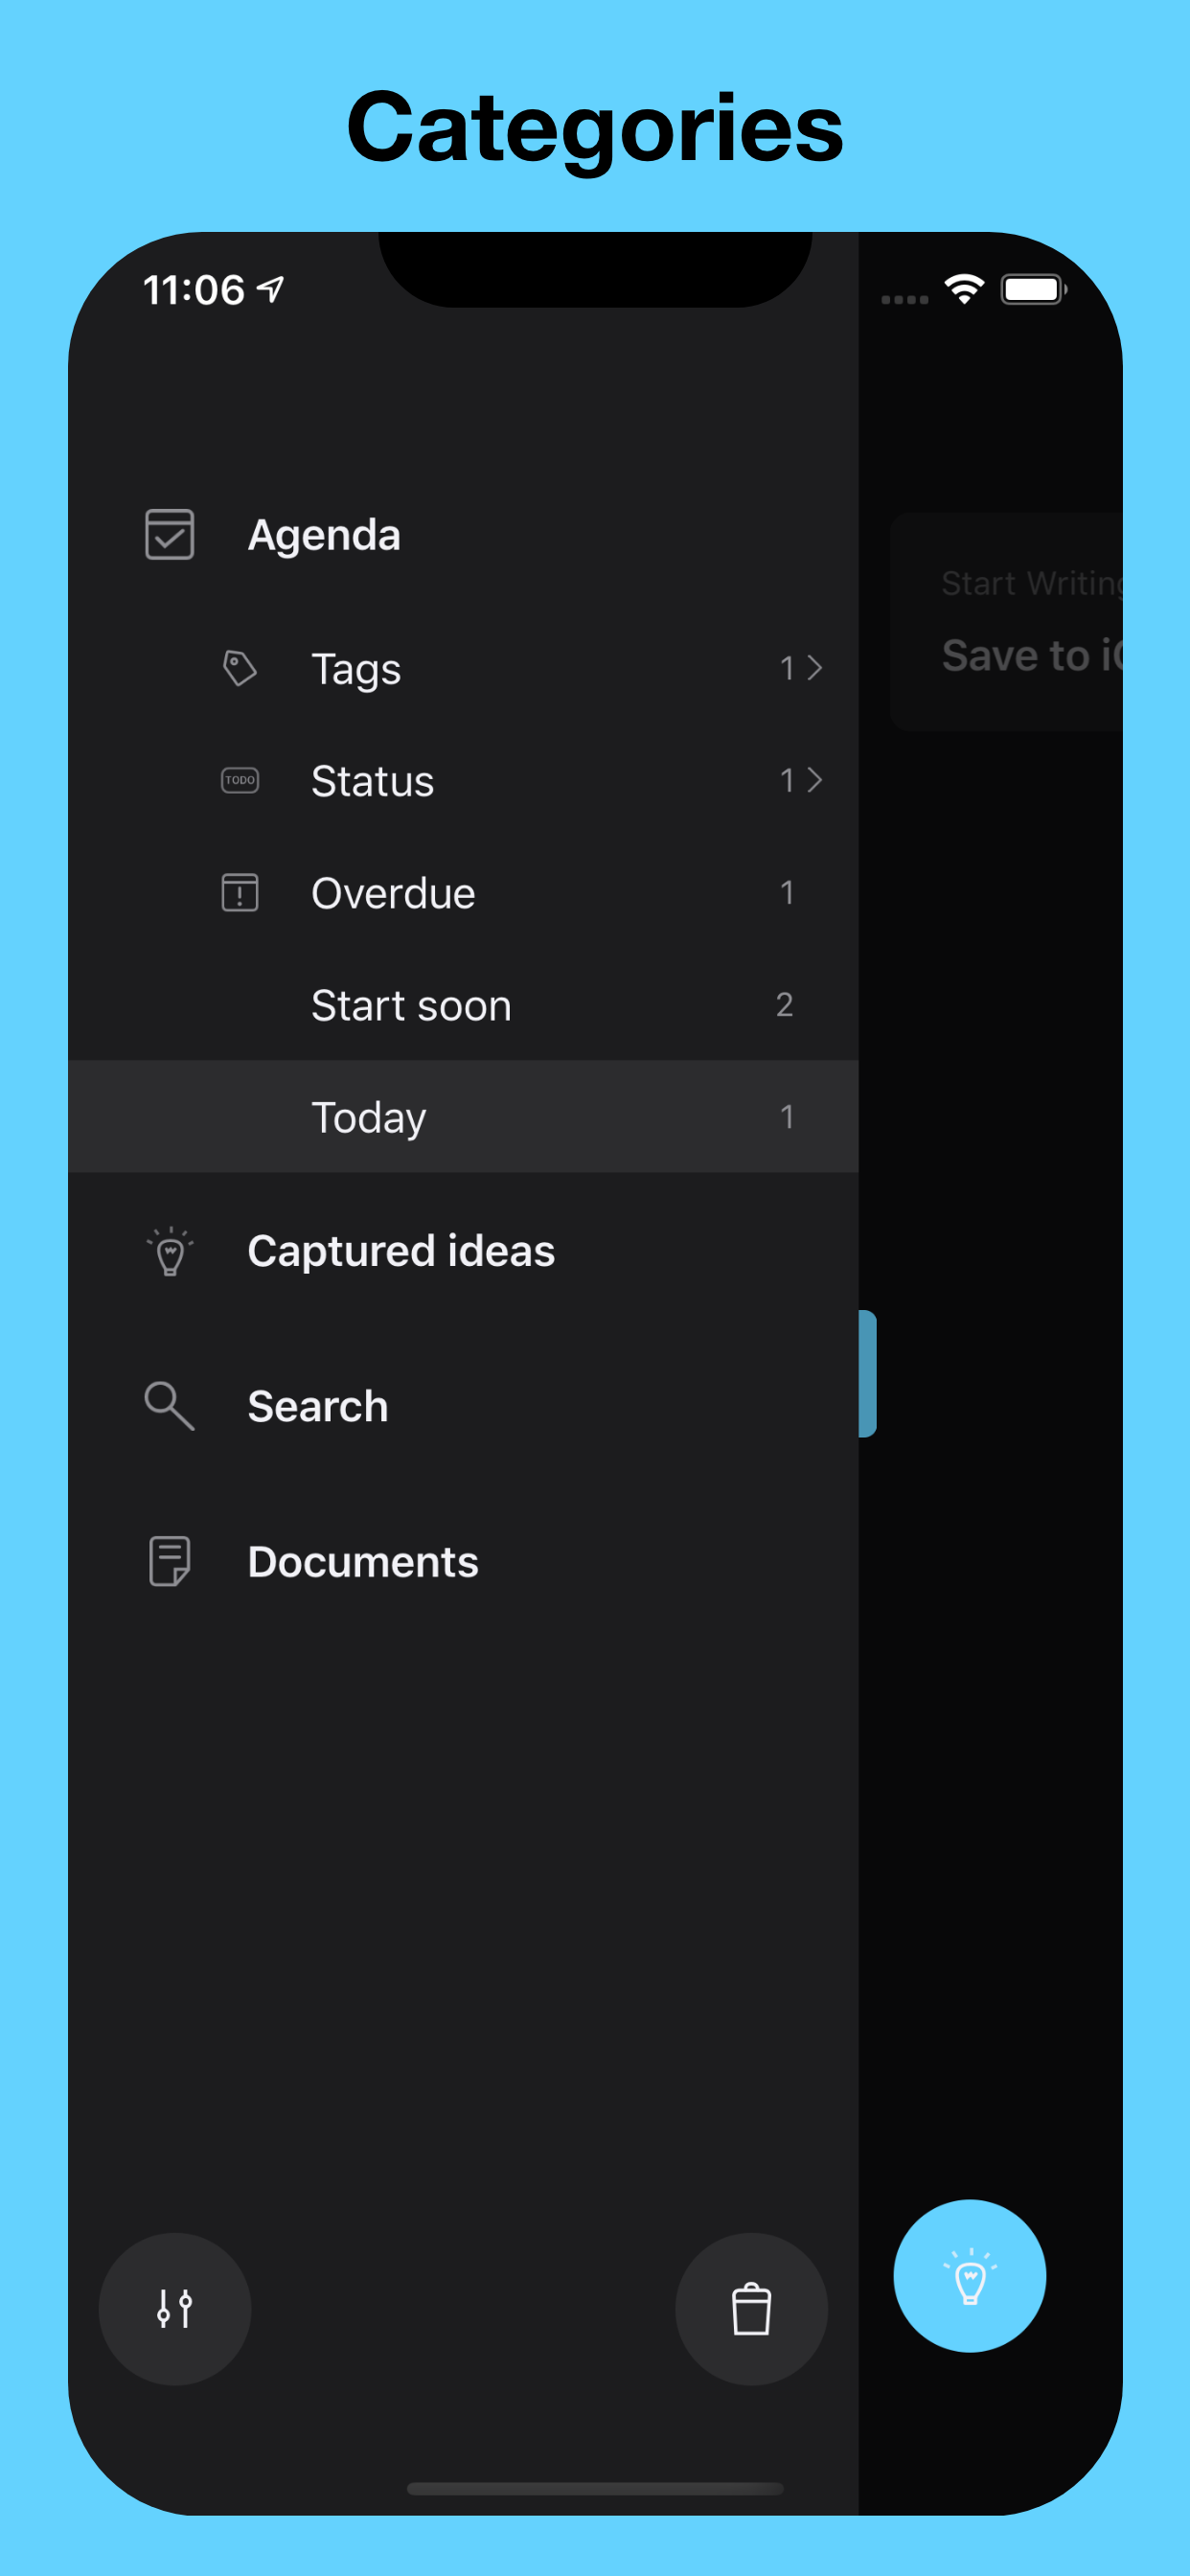 Categories
11:06
Agenda
Tags 1
TODO Status 1
Overdue 1
Start soon 2
Today 1
Captured ideas
Search
Documents
Start Writing
Save to